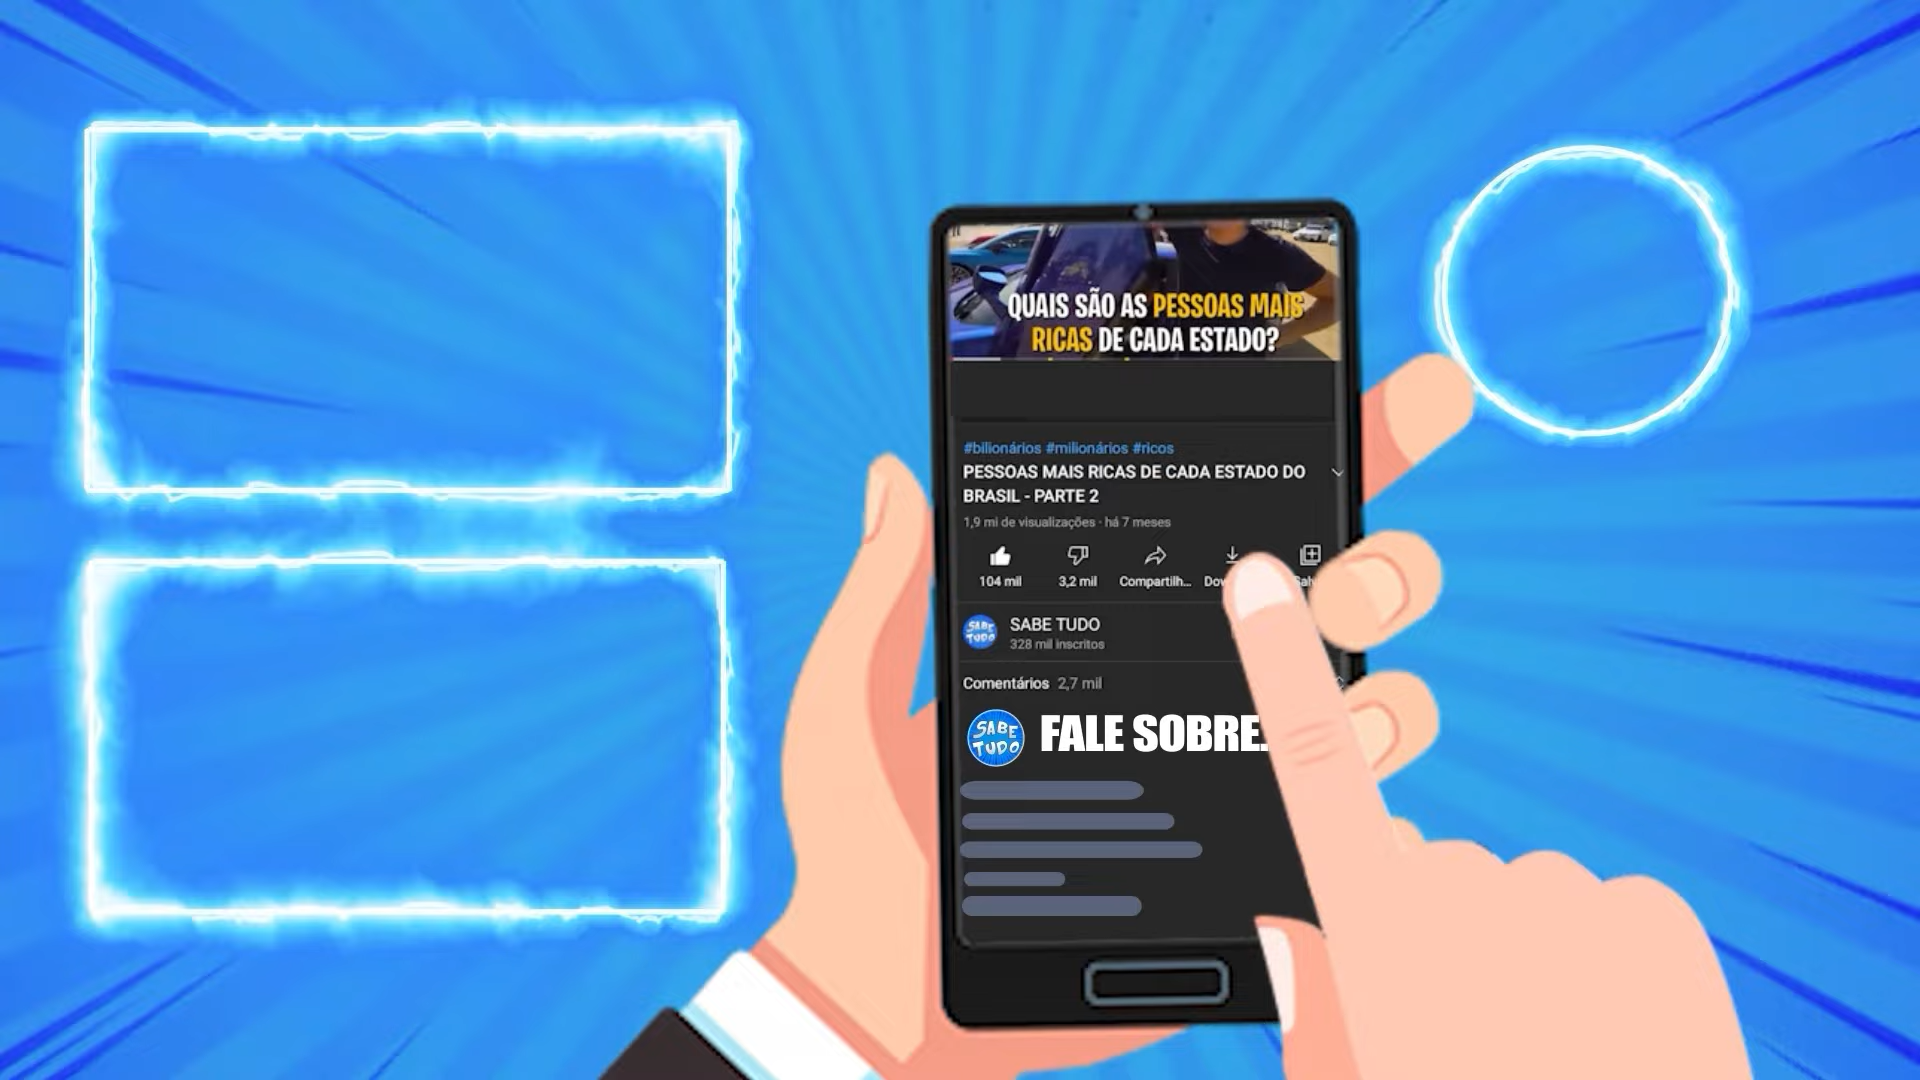 QUAIS SÃO AS PESSOAS MAIS
RICAS DE CADA ESTADO?
#bilionários #milionários #ricos
PESSOAS MAIS RICAS DE CADA ESTADO DO
BRASIL - PARTE 2
1,9 mi de visualizações · há 7 meses
104 mil 3,2 mil Compartilh...
SABE TUDO
SABE TUDO
328 mil inscritos
Comentários 2,7 mil
SABE
TUDO
FALE SOBRE.